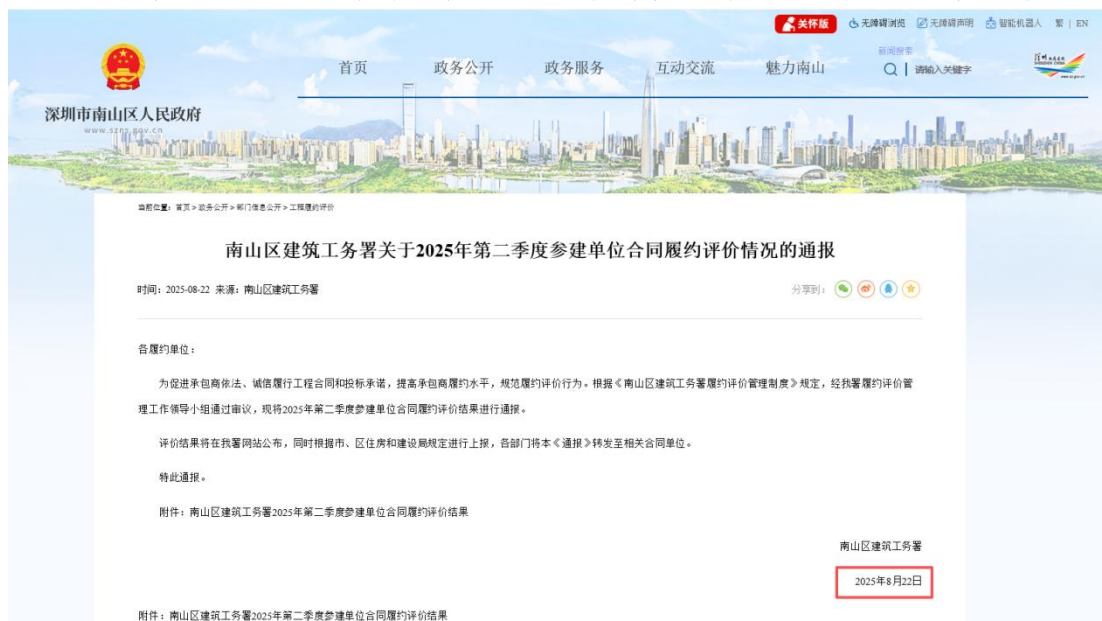 关怀版 无障碍浏览 无障碍声明 智能机器人 繁 | EN
新闻搜索
首页 政务公开 政务服务 互动交流 魅力南山 请输入关键字
深圳市南山区人民政府
www.szns.gov.cn
当前位置：首页>政务公开>部门信息公开>工程履约评价
南山区建筑工务署关于2025年第二季度参建单位合同履约评价情况的通报
时间：2025-08-22 来源：南山区建筑工务署 分享到：
各履约单位：
为促进承包商依法、诚信履行工程合同和投标承诺，提高承包商履约水平，规范履约评价行为。根据《南山区建筑工务署履约评价管理制度》规定，经我署履约评价管
理工作领导小组通过审议，现将2025年第二季度参建单位合同履约评价结果进行通报。
评价结果将在我署网站公布，同时根据市、区住房和建设局规定进行上报，各部门将本《通报》转发至相关合同单位。
特此通报。
附件：南山区建筑工务署2025年第二季度参建单位合同履约评价结果
南山区建筑工务署
2025年8月22日
附件：南山区建筑工务署2025年第二季度参建单位合同履约评价结果